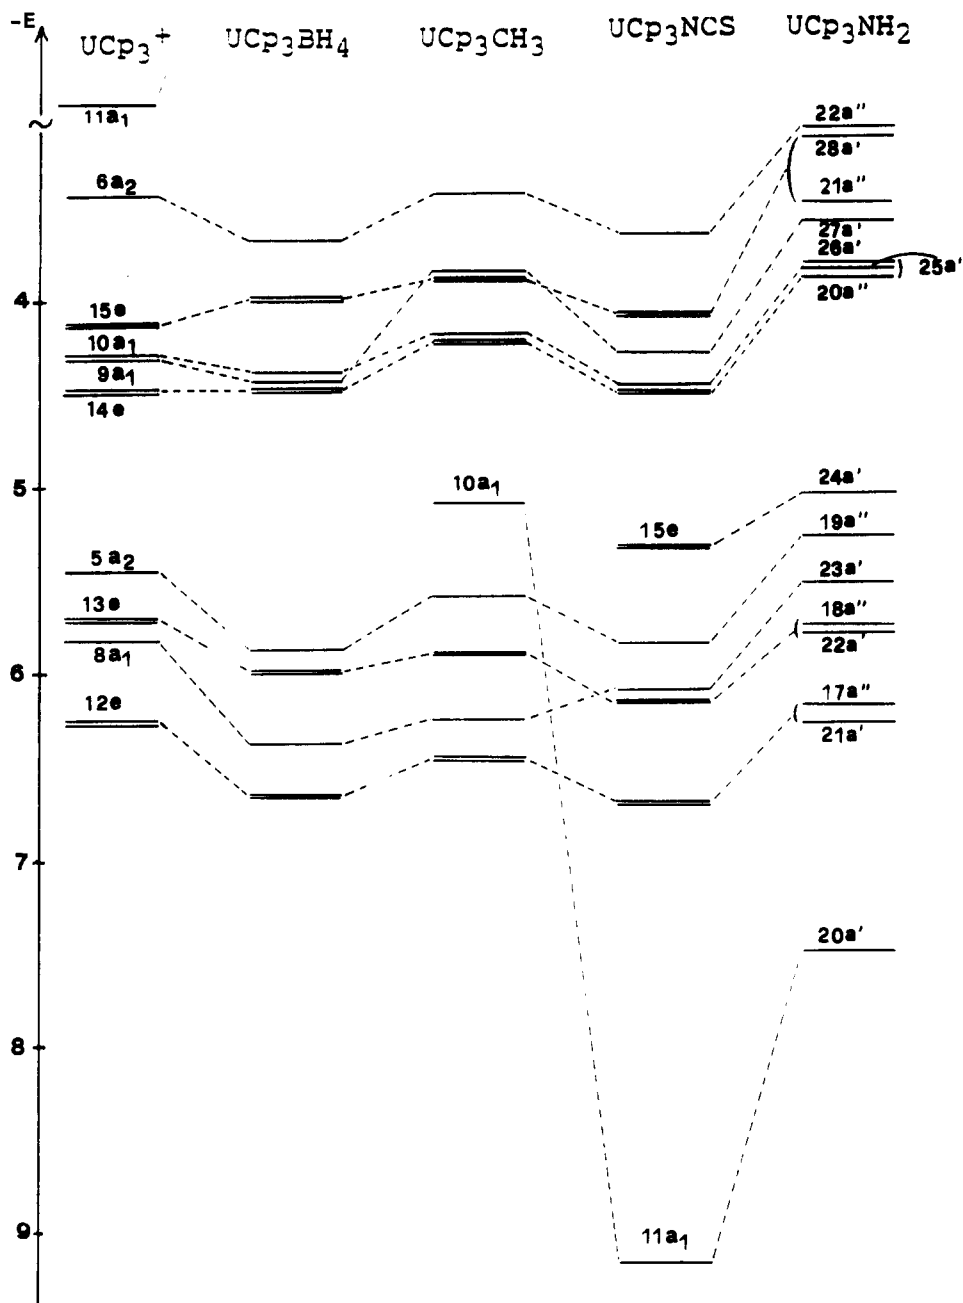 -E
UCp3+
UCp3BH4
UCp3CH3
UCp3NCS
UCp3NH2
11a1
6a2
15e
10a1
9a1
14e
5a2
13e
8a1
12e
10a1
15e
11a1
22a"
28a'
21a"
27a'
26a'
25a'
20a"
24a'
19a"
23a'
18a"
22a'
17a"
21a'
20a'
4
5
6
7
8
9